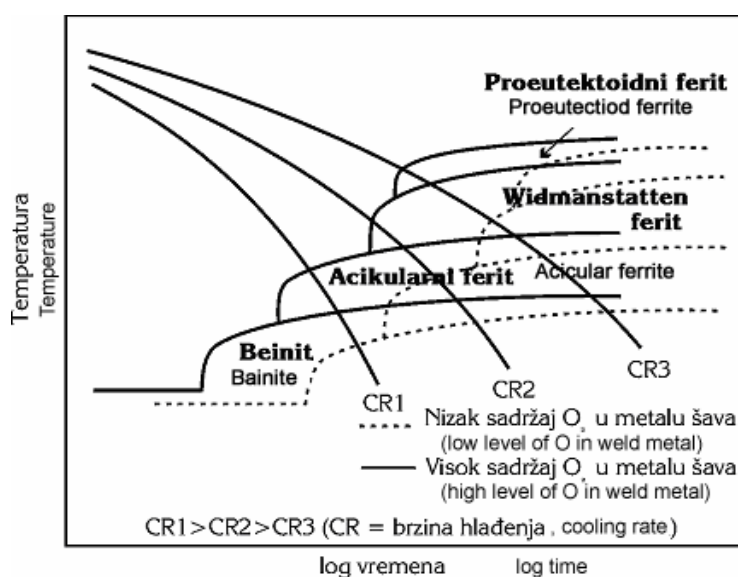 Proeutektoidni ferit
Proeutectiod ferrite
Widmanstatten
ferit
Temperatura
Temperature
Acikularni ferit
Acicular ferrite
Beinit
Bainite
CR1
CR2
CR3
Nizak sadržaj O, u metalu šava
(low level of O in weld metal)
Visok sadržaj O, u metalu šava
(high level of O in weld metal)
CR1>CR2>CR3 (CR = brzina hlađenja , cooling rate)
log vremena
log time